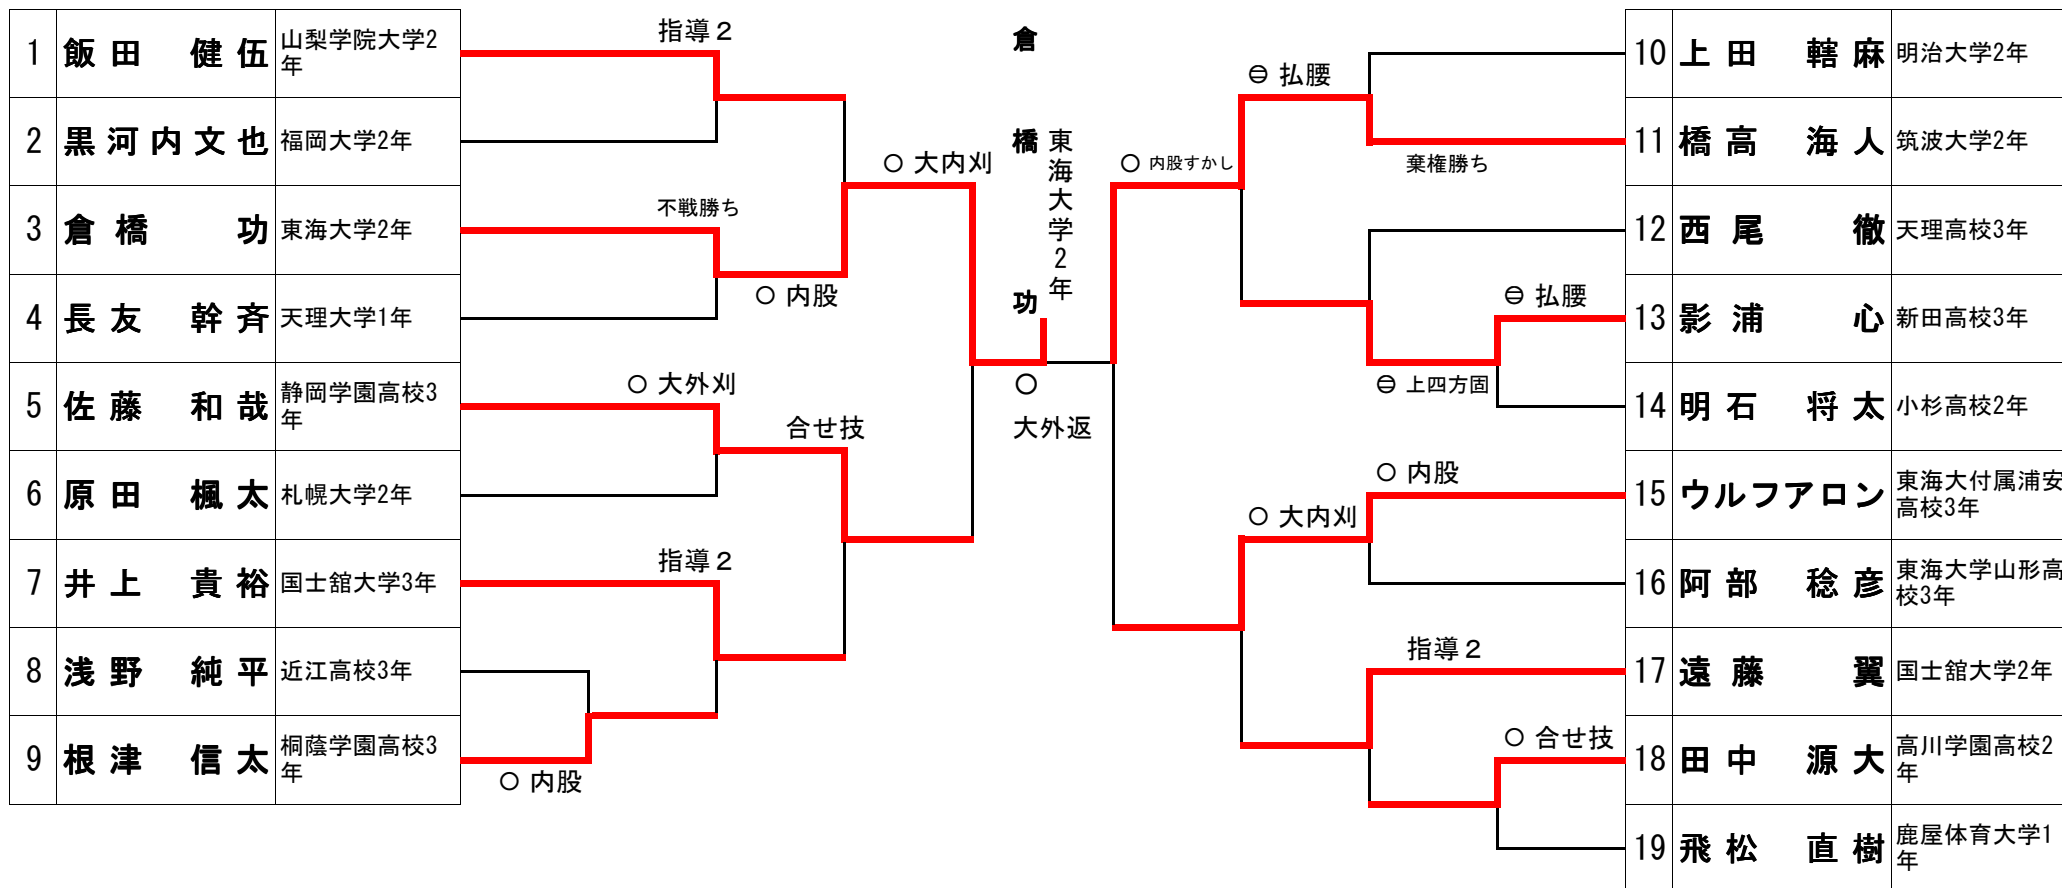 1 飯田 健伍 山梨学院大学2
年
2 黒河内文也 福岡大学2年
3 倉橋 功 東海大学2年
4 長友 幹斉 天理大学1年
5 佐藤 和哉 静岡学園高校3
年
6 原田 楓太 札幌大学2年
7 井上 貴裕 国士舘大学3年
8 浅野 純平 近江高校3年
9 根津 信太 桐蔭学園高校3
年
指導2
不戦勝ち
○ 内股
○ 大内刈
○ 大外刈
合せ技
指導2
○ 内股
倉橋 功
東海大学2年
○
大外返
⊖ 払腰
○ 内股すかし
棄権勝ち
⊖ 払腰
⊖ 上四方固
○ 内股
○ 大内刈
指導2
○ 合せ技
10 上田 轄麻 明治大学2年
11 橋高 海人 筑波大学2年
12 西尾 徹 天理高校3年
13 影浦 心 新田高校3年
14 明石 将太 小杉高校2年
15 ウルフアロン 東海大付属浦安
高校3年
16 阿部 稔彦 東海大学山形高
校3年
17 遠藤 翼 国士舘大学2年
18 田中 源大 高川学園高校2
年
19 飛松 直樹 鹿屋体育大学1
年